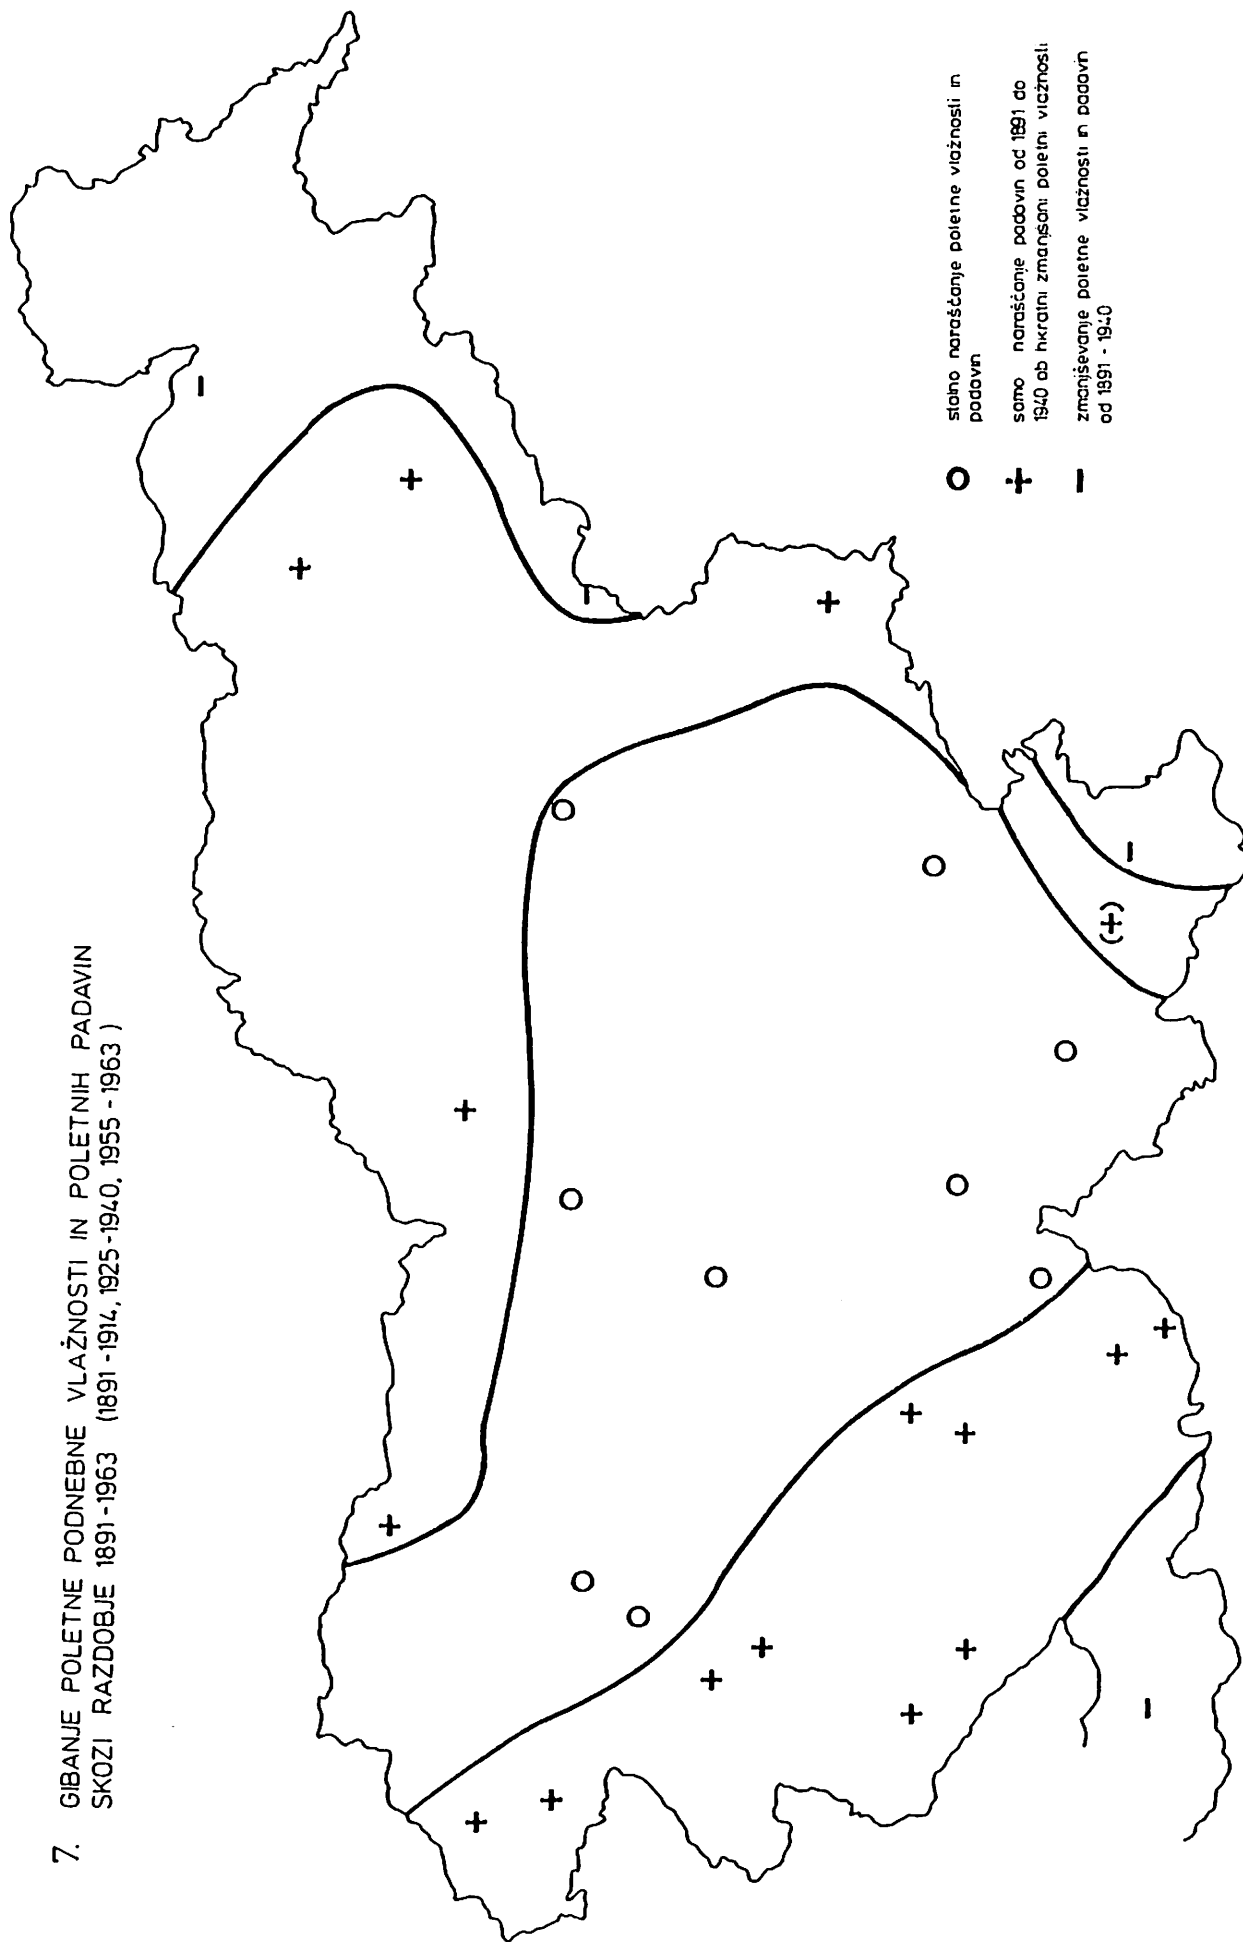 7. GIBANJE POLETNE PODNEBNE VLAŽNOSTI IN POLETNIH PADAVIN
SKOZI RAZDOBJE 1891-1963 (1891-1914, 1925-1940, 1955-1963)
O stalno naraščanje poletne vlažnosti in
padavin
+ samo naraščanje padavin od 1891 do
1940 ob hkratni zmanjšani poletni vlažnosti
− zmanjševanje poletne vlažnosti in padavin
od 1891 - 1940
(+)